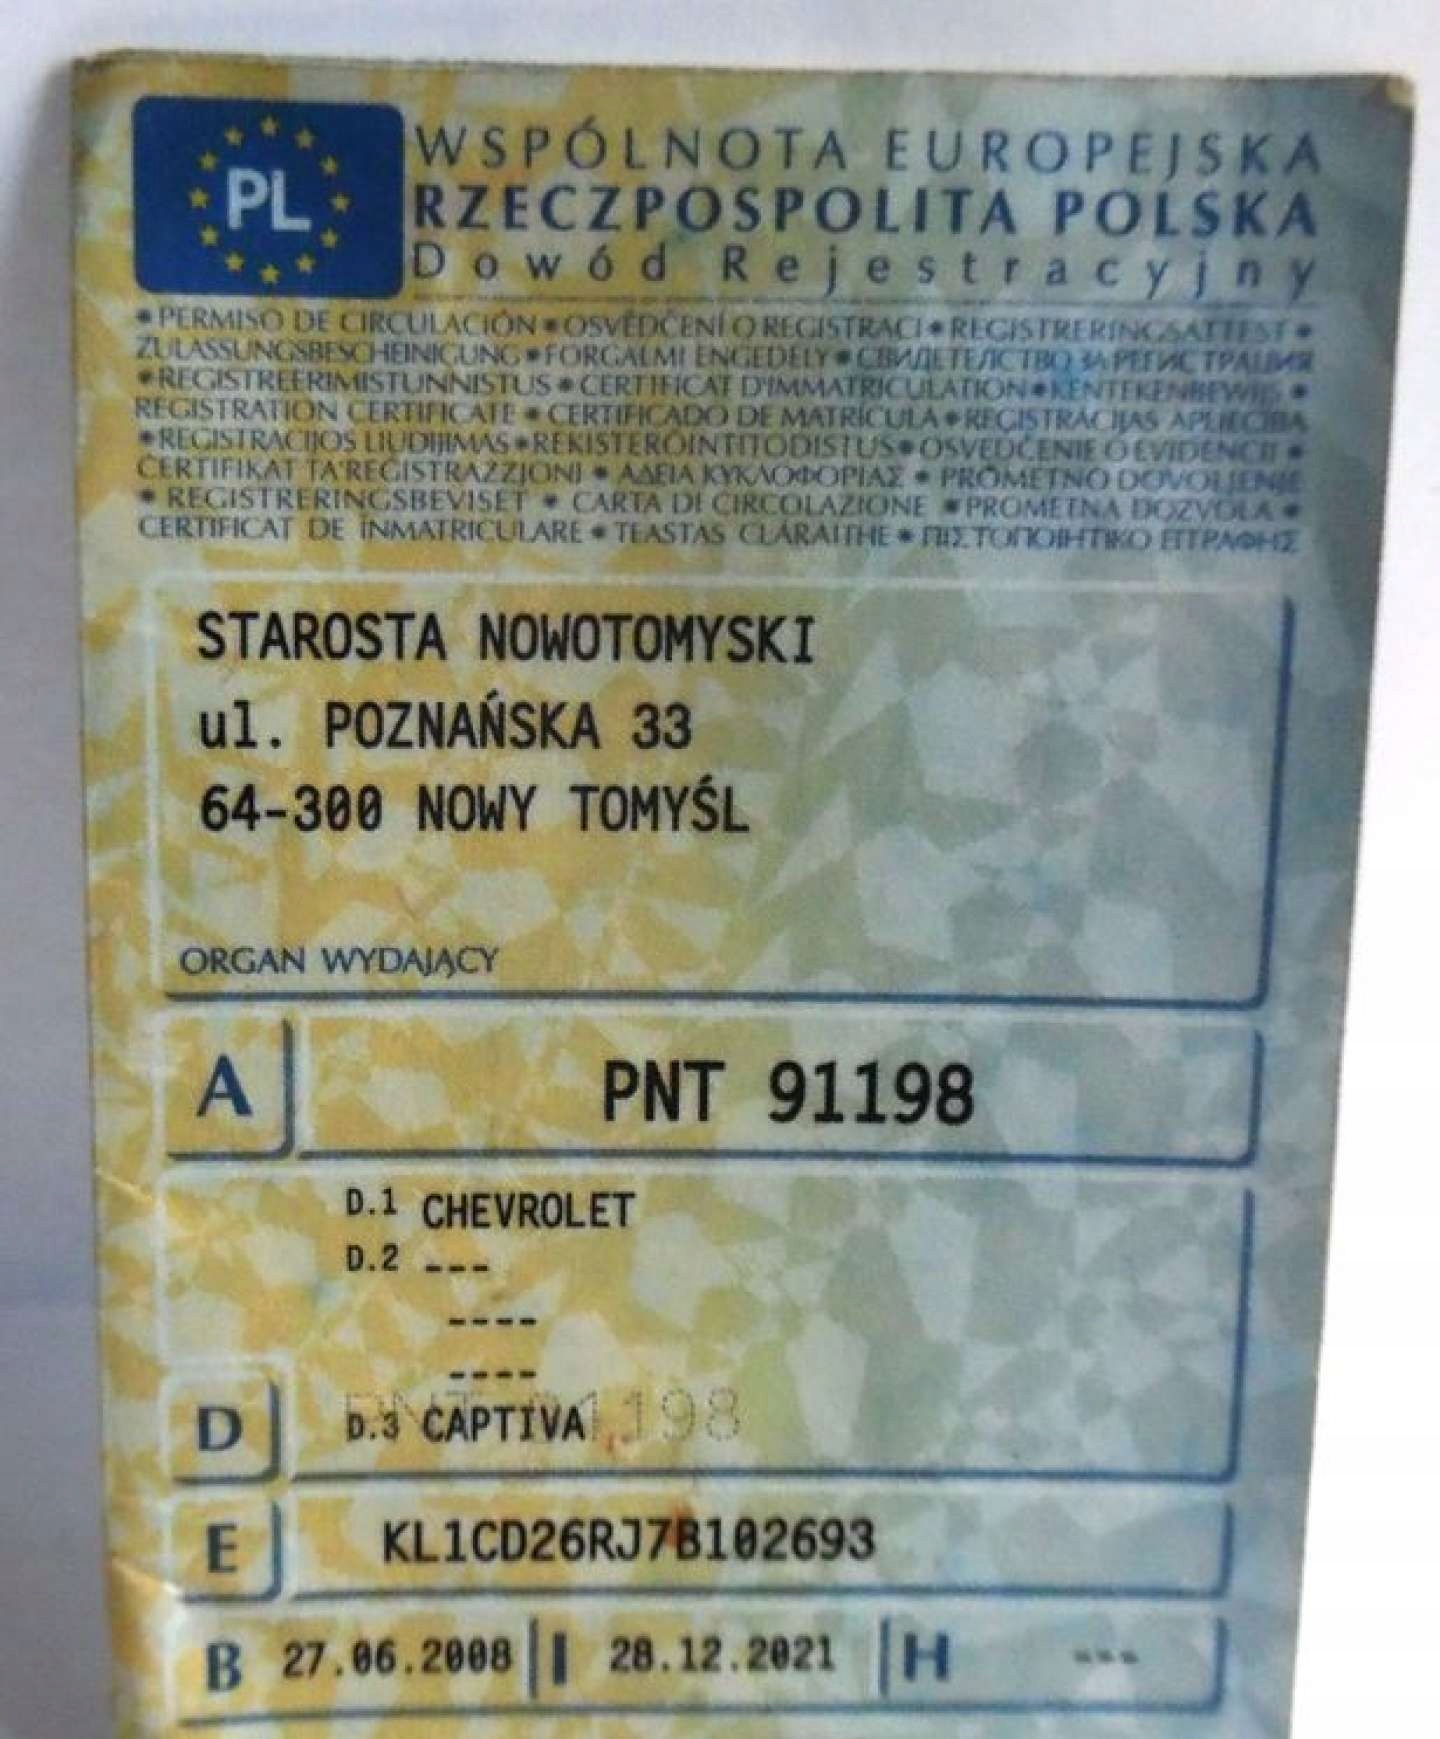 PL
WSPÓLNOTA EUROPEJSKA
RZECZPOSPOLITA POLSKA
Dowód Rejestracyjny
• PERMISO DE CIRCULACIÓN • OSVĚDČENÍ O REGISTRACI • REGISTRERINGSATTEST •
ZULASSUNGSBESCHEINIGUNG • FORGALMI ENGEDÉLY • СВИДЕТЕЛСТВО ЗА РЕГИСТРАЦИЯ
• REGISTREERIMISTUNNISTUS • CERTIFICAT D'IMMATRICULATION • KENTEKENBEWIJS •
REGISTRATION CERTIFICATE • CERTIFICADO DE MATRÍCULA • REĢISTRĀCIJAS APLIECĪBA
• REGISTRACIJOS LIUDIJIMAS • REKISTERÖINTITODISTUS • OSVEDČENIE O EVIDENCII •
ĊERTIFIKAT TA'REĠISTRAZZJONI • ΑΔΕΙΑ ΚΥΚΛΟΦΟΡΙΑΣ • PROMETNO DOVOLJENJE
• REGISTRERINGSBEVISET • CARTA DI CIRCOLAZIONE • PROMETNA DOZVOLA •
CERTIFICAT DE ÎNMATRICULARE • TEASTAS CLÁRAITHE • ΠΙΣΤΟΠΟΙΗΤΙΚΟ ΕΓΓΡΑΦΗΣ
STAROSTA NOWOTOMYSKI
ul. POZNAŃSKA 33
64-300 NOWY TOMYŚL
ORGAN WYDAJĄCY
A PNT 91198
D.1 CHEVROLET
D.2 ---
----
----
PNT 91198
D D.3 CAPTIVA
E KL1CD26RJ7B102693
B 27.06.2008 I 28.12.2021 H ---